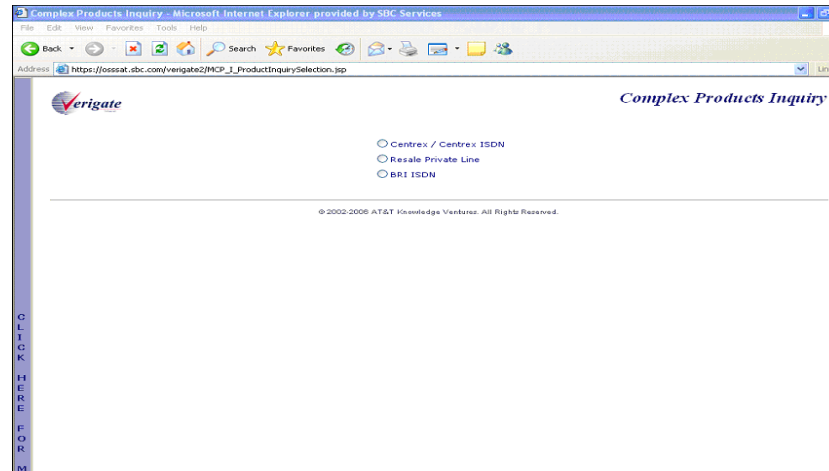 Complex Products Inquiry - Microsoft Internet Explorer provided by SBC Services
File Edit View Favorites Tools Help
Back Search Favorites
Address https://osssat.sbc.com/verigate2/MCP_I_ProductInquirySelection.jsp Lin
Verigate
Complex Products Inquiry
Centrex / Centrex ISDN
Resale Private Line
BRI ISDN
© 2002-2008 AT&T Knowledge Ventures. All Rights Reserved.
CLICK HERE FOR M